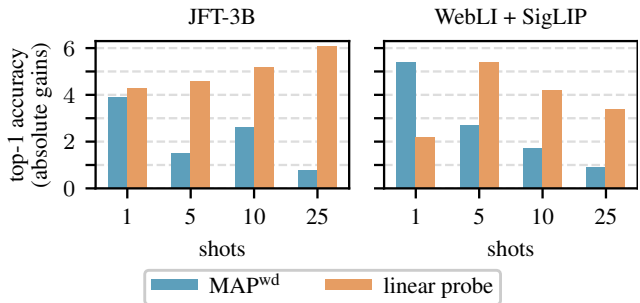 JFT-3B
WebLI + SigLIP
top-1 accuracy
(absolute gains)
6
4
2
0
1 5 10 25
1 5 10 25
shots
shots
MAPʷᵈ
linear probe